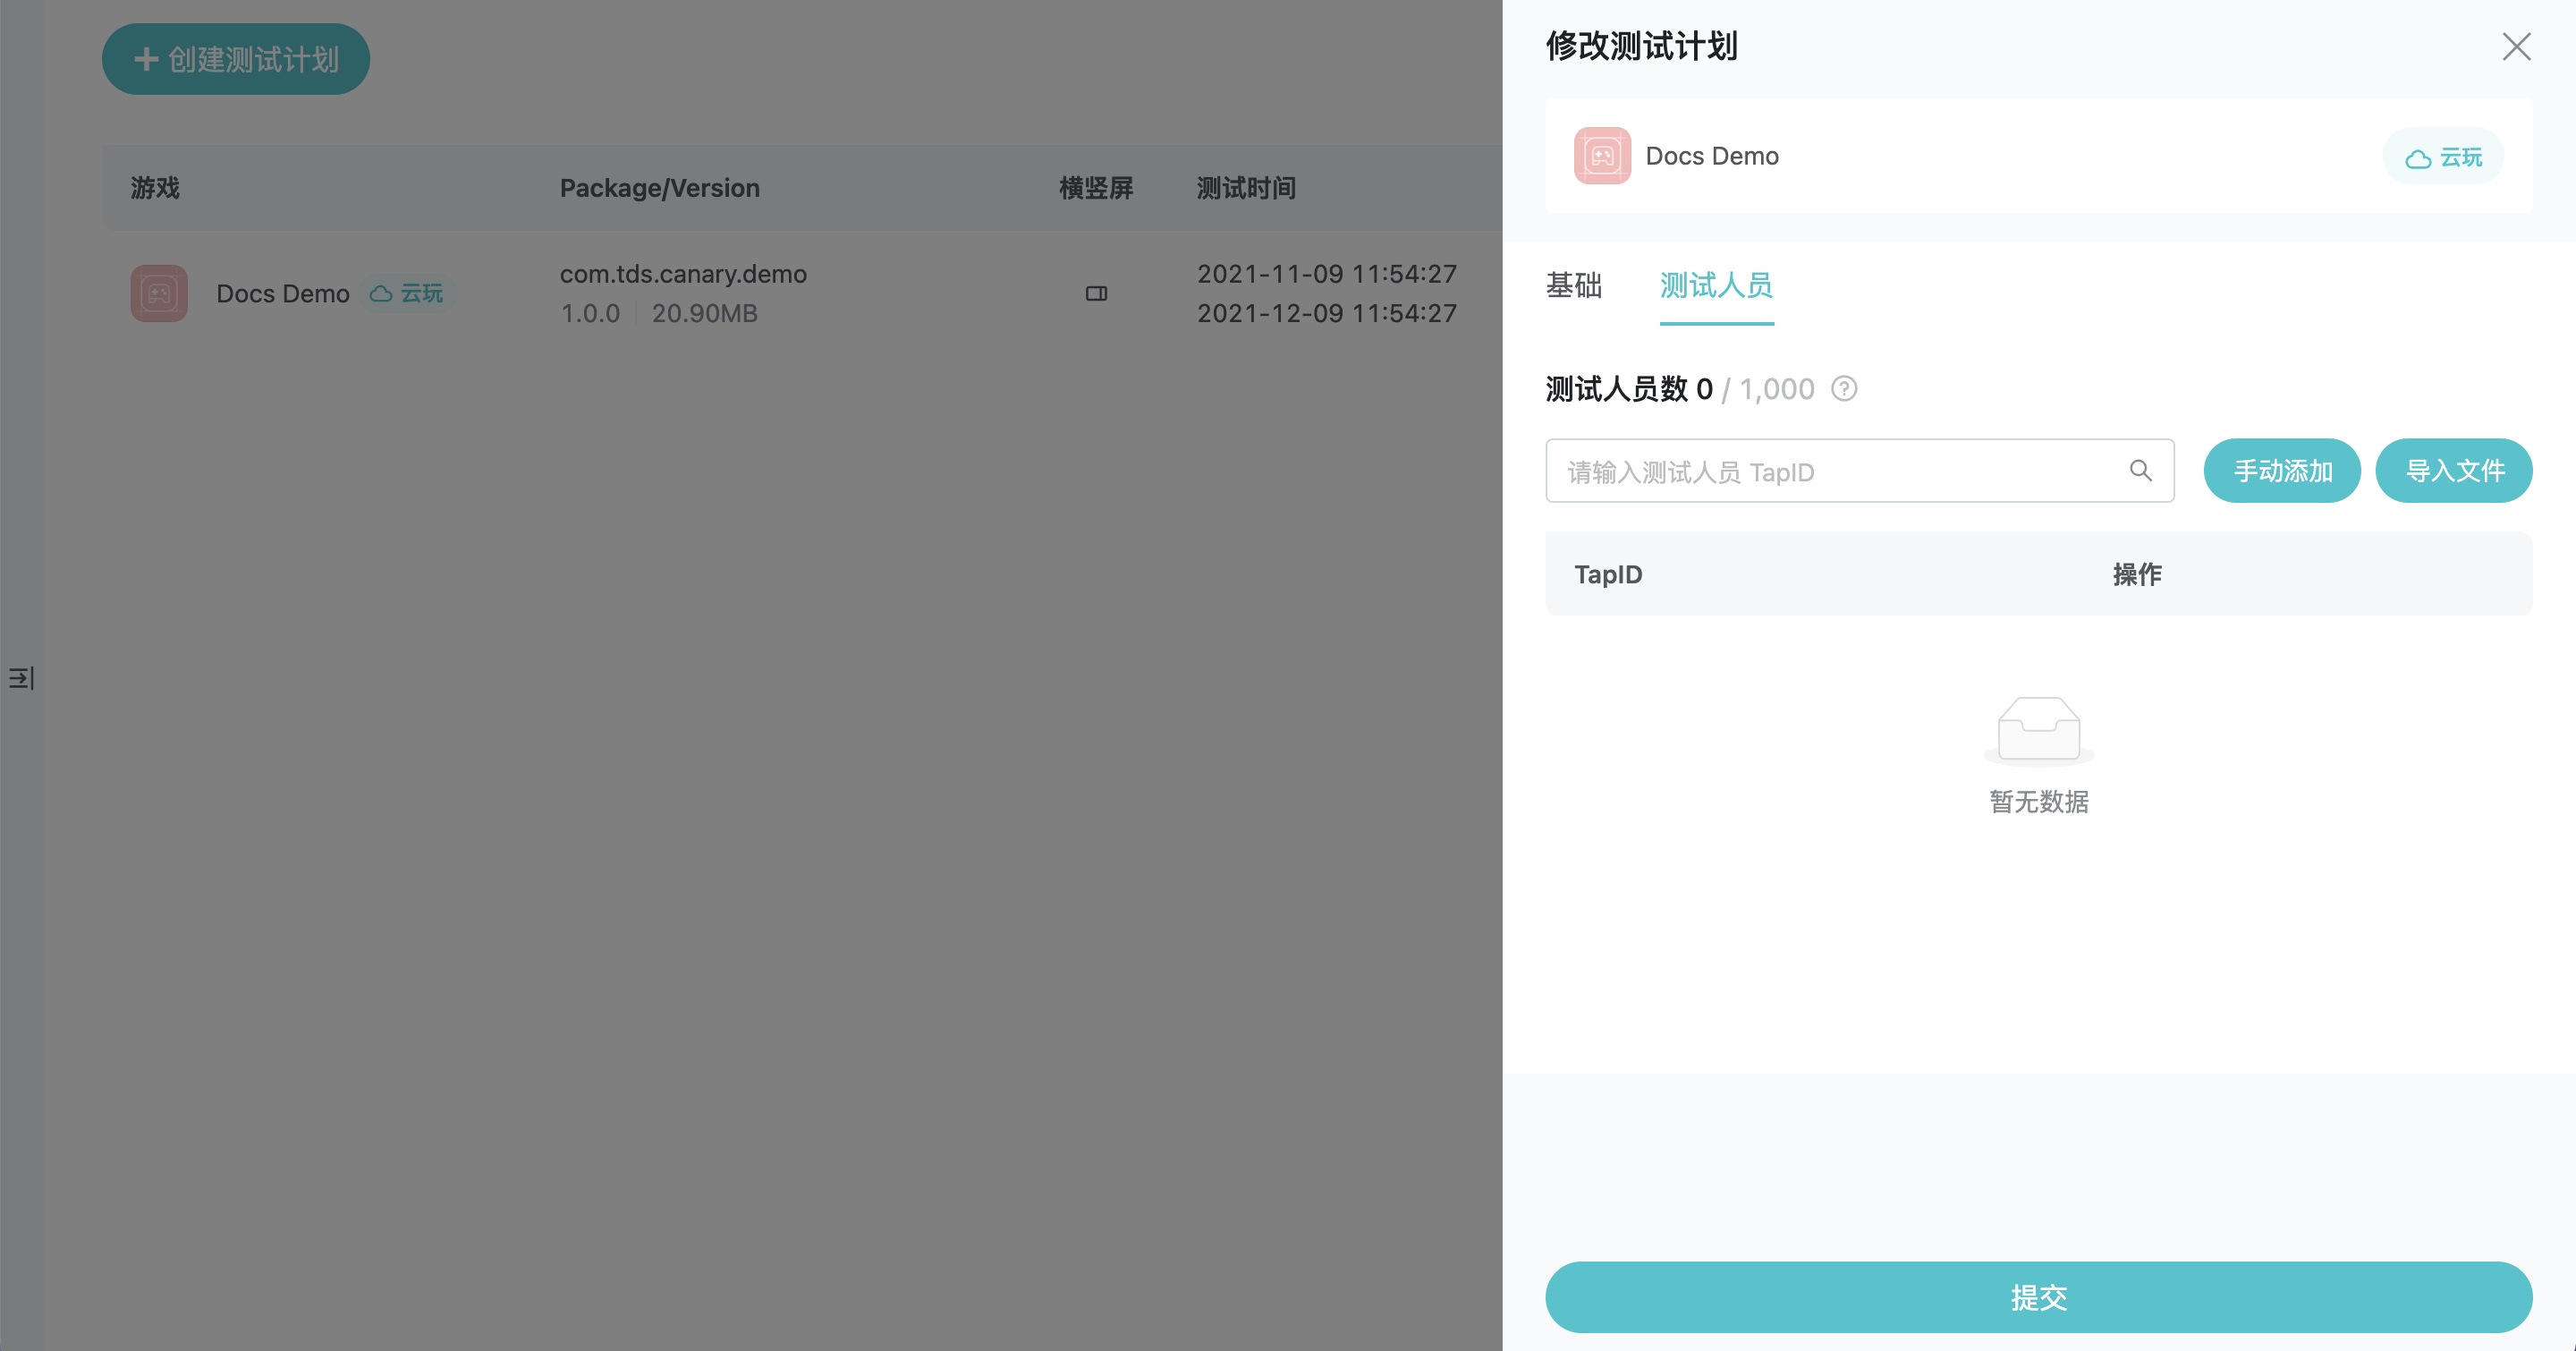 创建测试计划
游戏 Package/Version 横竖屏 测试时间
Docs Demo 云玩 com.tds.canary.demo 2021-11-09 11:54:27
1.0.0 20.90MB 2021-12-09 11:54:27
修改测试计划
Docs Demo 云玩
基础 测试人员
测试人员数 0 / 1,000
请输入测试人员 TapID 手动添加 导入文件
TapID 操作
暂无数据
提交